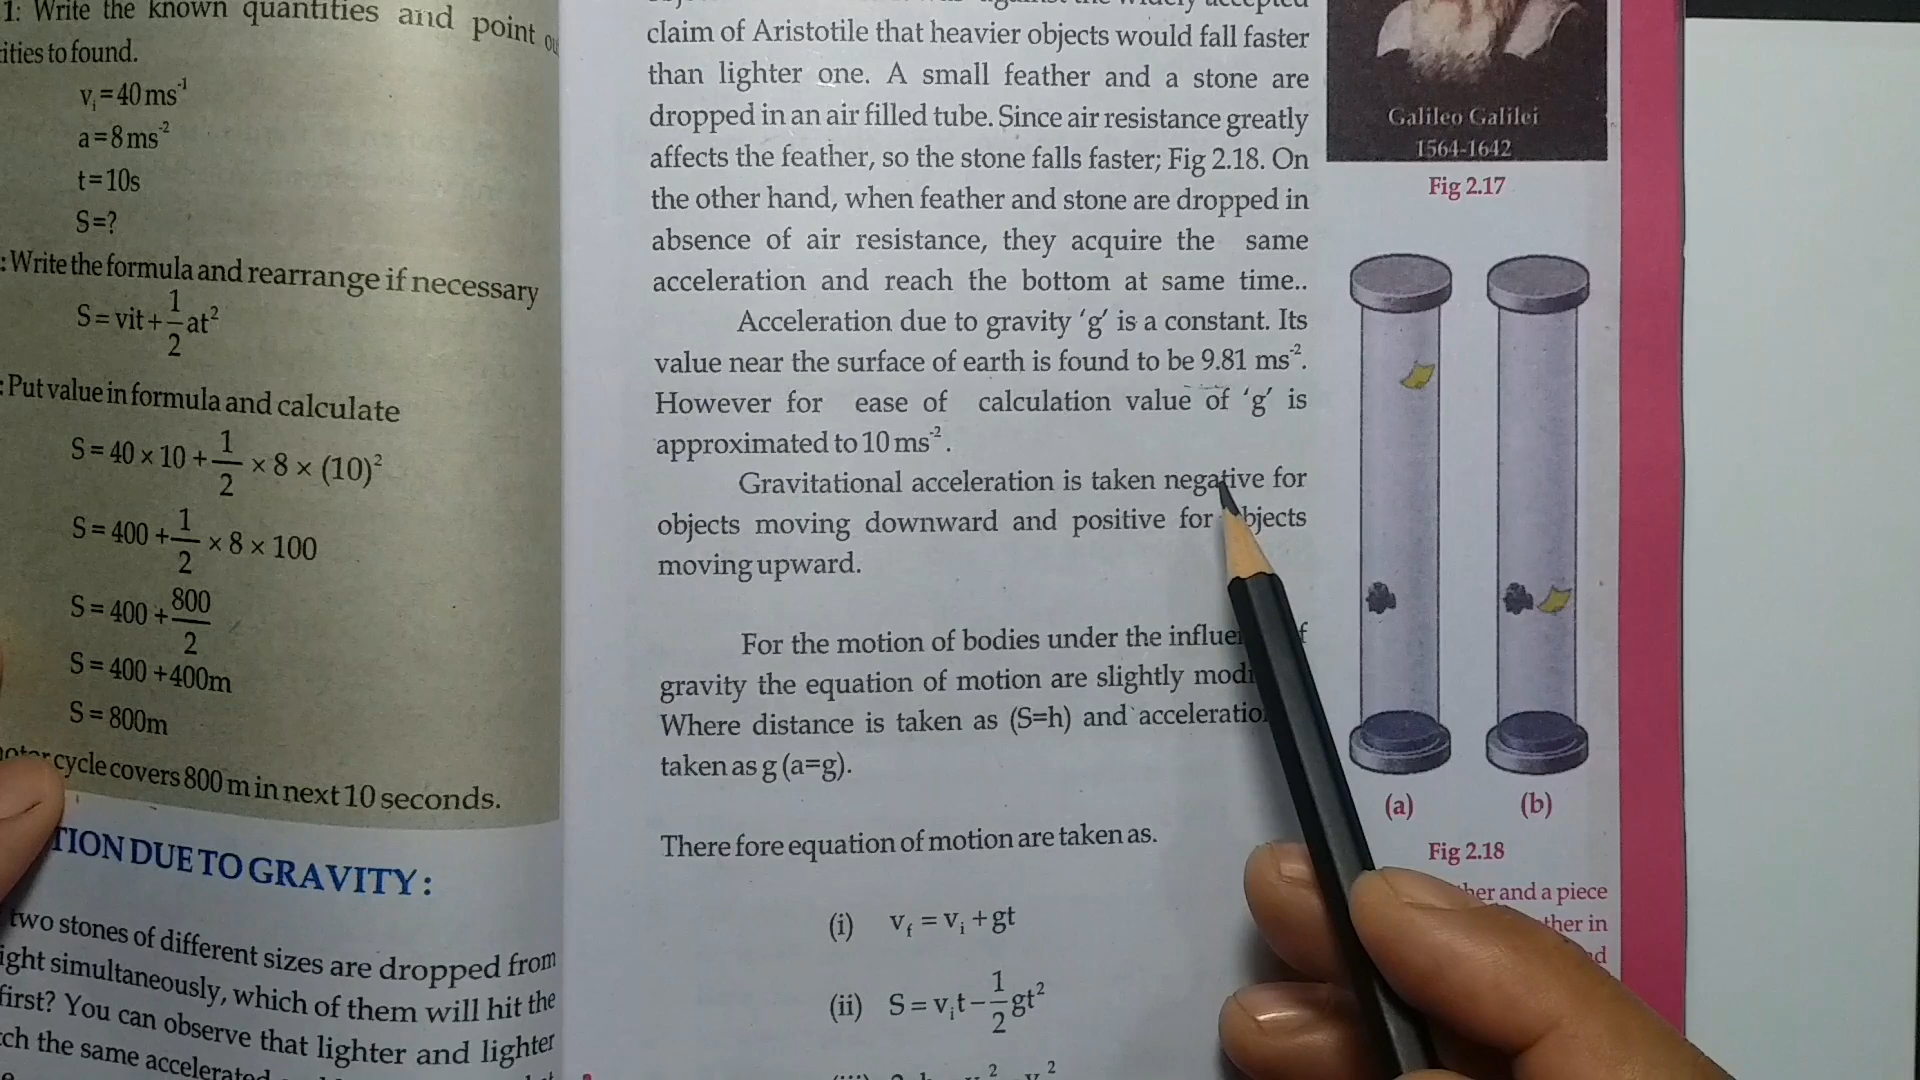 1: Write the known quantities and point
ities to found.
vᵢ = 40 ms⁻¹
a = 8 ms⁻²
t = 10s
S = ?
: Write the formula and rearrange if necessary
S = vit + 1/2 at²
: Put value in formula and calculate
S = 40 × 10 + 1/2 × 8 × (10)²
S = 400 + 1/2 × 8 × 100
S = 400 + 800/2
S = 400 + 400m
S = 800m
cycle covers 800 m in next 10 seconds.
TION DUE TO GRAVITY :
two stones of different sizes are dropped from
ight simultaneously, which of them will hit the
first? You can observe that lighter and lighter
the same accelerated
claim of Aristotle that heavier objects would fall faster
than lighter one. A small feather and a stone are
dropped in an air filled tube. Since air resistance greatly
affects the feather, so the stone falls faster; Fig 2.18. On
the other hand, when feather and stone are dropped in
absence of air resistance, they acquire the same
acceleration and reach the bottom at same time..
Acceleration due to gravity ‘g’ is a constant. Its
value near the surface of earth is found to be 9.81 ms⁻².
However for ease of calculation value of ‘g’ is
approximated to 10 ms⁻².
Gravitational acceleration is taken negative for
objects moving downward and positive for objects
moving upward.
For the motion of bodies under the influe f
gravity the equation of motion are slightly modi
Where distance is taken as (S=h) and acceleratio
taken as g (a=g).
There fore equation of motion are taken as.
(i) v_f = vᵢ + gt
(ii) S = vᵢt − 1/2 gt²
Galileo Galilei
1564-1642
Fig 2.17
(a) (b)
Fig 2.18
her and a piece
ther in